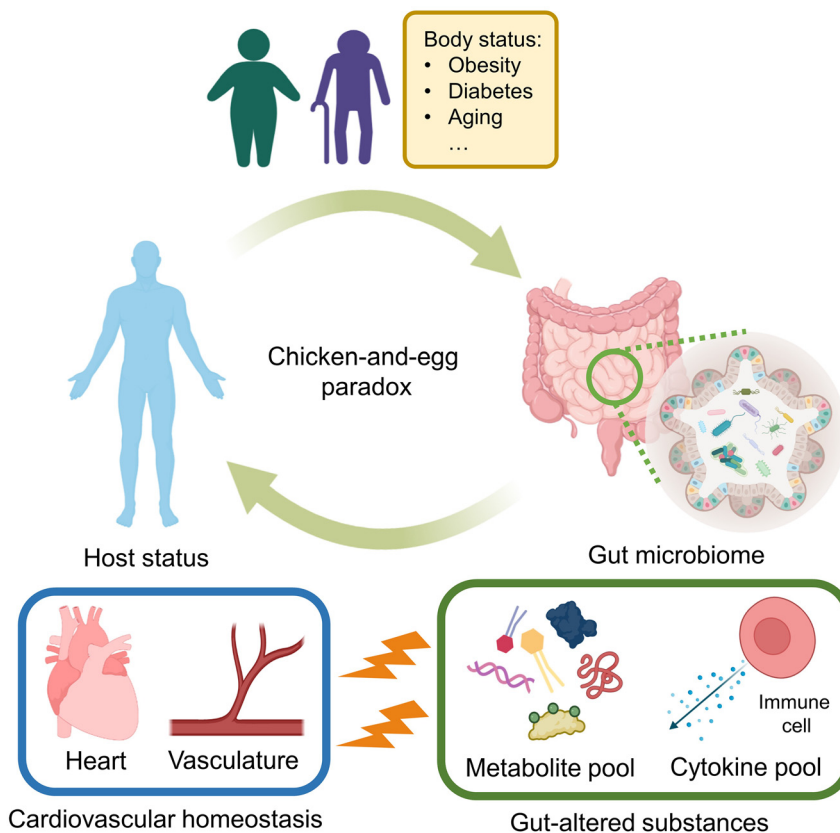 Body status:
• Obesity
• Diabetes
• Aging
…
Chicken-and-egg
paradox
Host status
Gut microbiome
Heart
Vasculature
Metabolite pool
Immune
cell
Cytokine pool
Cardiovascular homeostasis
Gut-altered substances